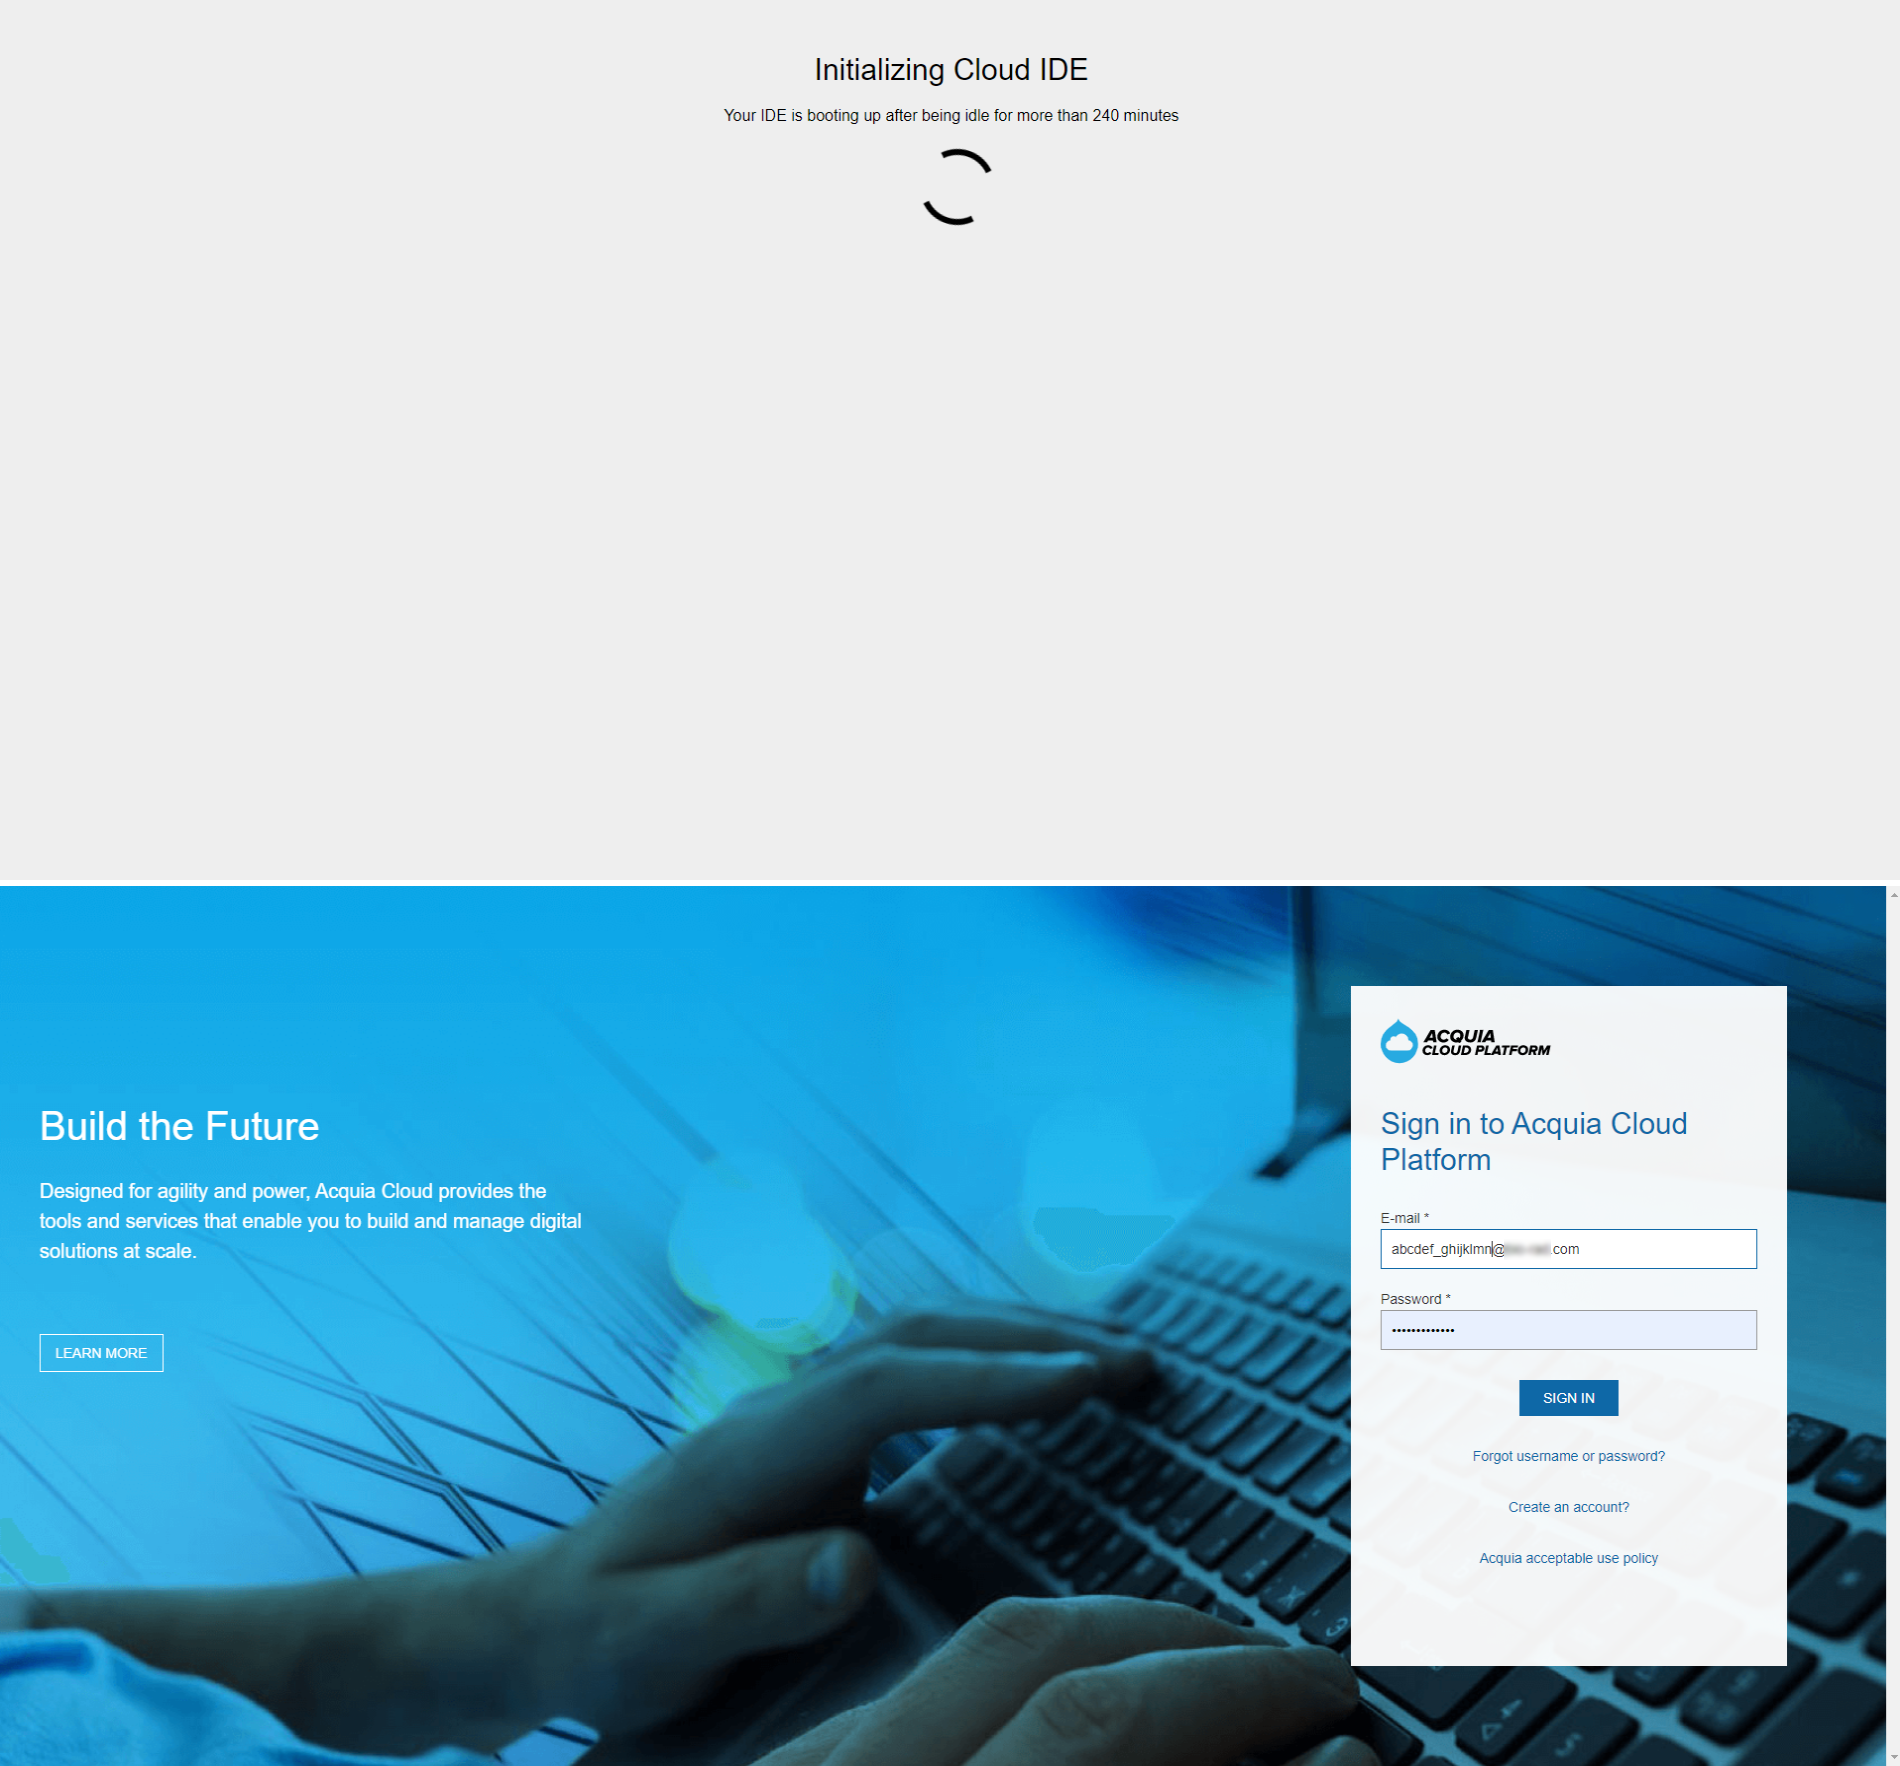 Initializing Cloud IDE
Your IDE is booting up after being idle for more than 240 minutes
Build the Future
Designed for agility and power, Acquia Cloud provides the
tools and services that enable you to build and manage digital
solutions at scale.
LEARN MORE
ACQUIA
CLOUD PLATFORM
Sign in to Acquia Cloud
Platform
E-mail *
abcdef_ghijklmn@ .com
Password *
•••••••••••••
SIGN IN
Forgot username or password?
Create an account?
Acquia acceptable use policy